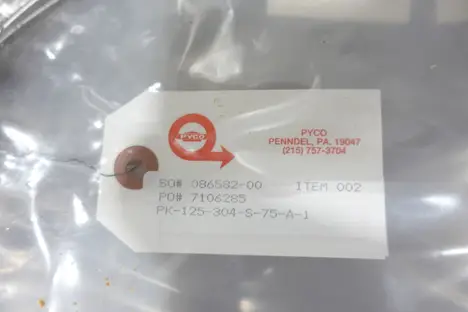 PYCO
PYCO
PENNDEL, PA. 19047
(215) 757-3704
SO# 086582-00 ITEM 002
PO# 7106285
PK-125-304-S-75-A-1